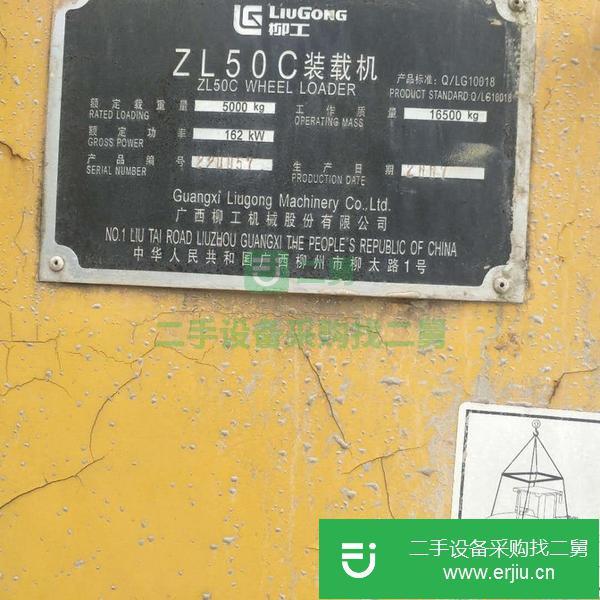 LIUGONG
柳工
ZL50C装载机
ZL50C WHEEL LOADER
产品标准: Q/LG10018
PRODUCT STANDARD: Q/LG10018
额定载重量 5000 kg
RATED LOADING
工作质量 16500 kg
OPERATING MASS
额定功率 162 kW
GROSS POWER
产品编号
SERIAL NUMBER
生产日期 2007
PRODUCTION DATE
Guangxi Liugong Machinery Co.,Ltd.
广西柳工机械股份有限公司
NO.1 LIU TAI ROAD LIUZHOU GUANGXI THE PEOPLE'S REPUBLIC OF CHINA
中华人民共和国广西柳州市柳太路1号
二舅
二手设备采购找二舅
二手设备采购找二舅
www.erjiu.cn